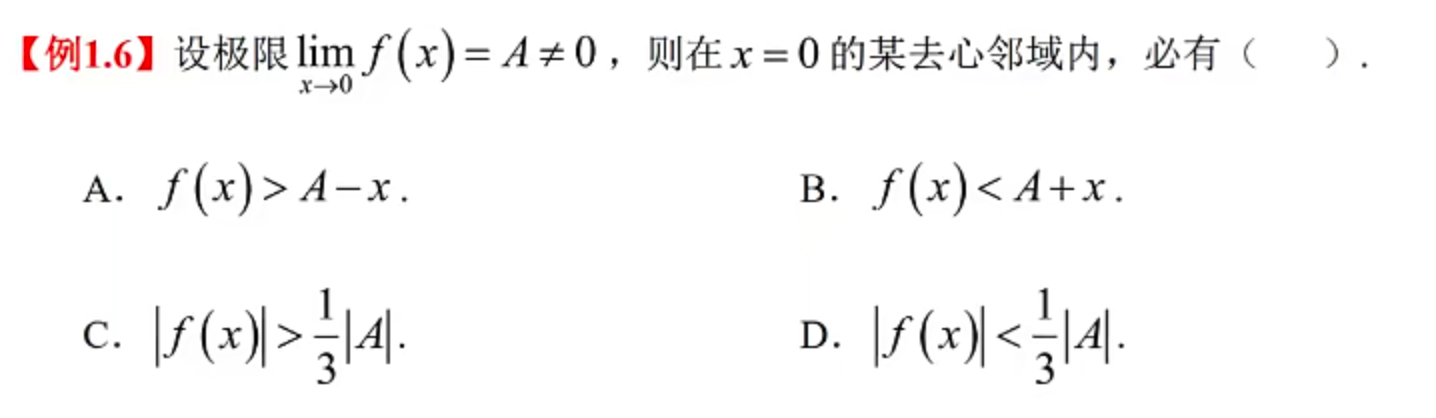 【例1.6】设极限 $\lim_{x \to 0} f(x) = A \neq 0$，则在 $x = 0$ 的某去心邻域内，必有（ ）.
A. $f(x) > A - x$. B. $f(x) < A + x$.
C. $|f(x)| > \frac{1}{3}|A|$. D. $|f(x)| < \frac{1}{3}|A|$.